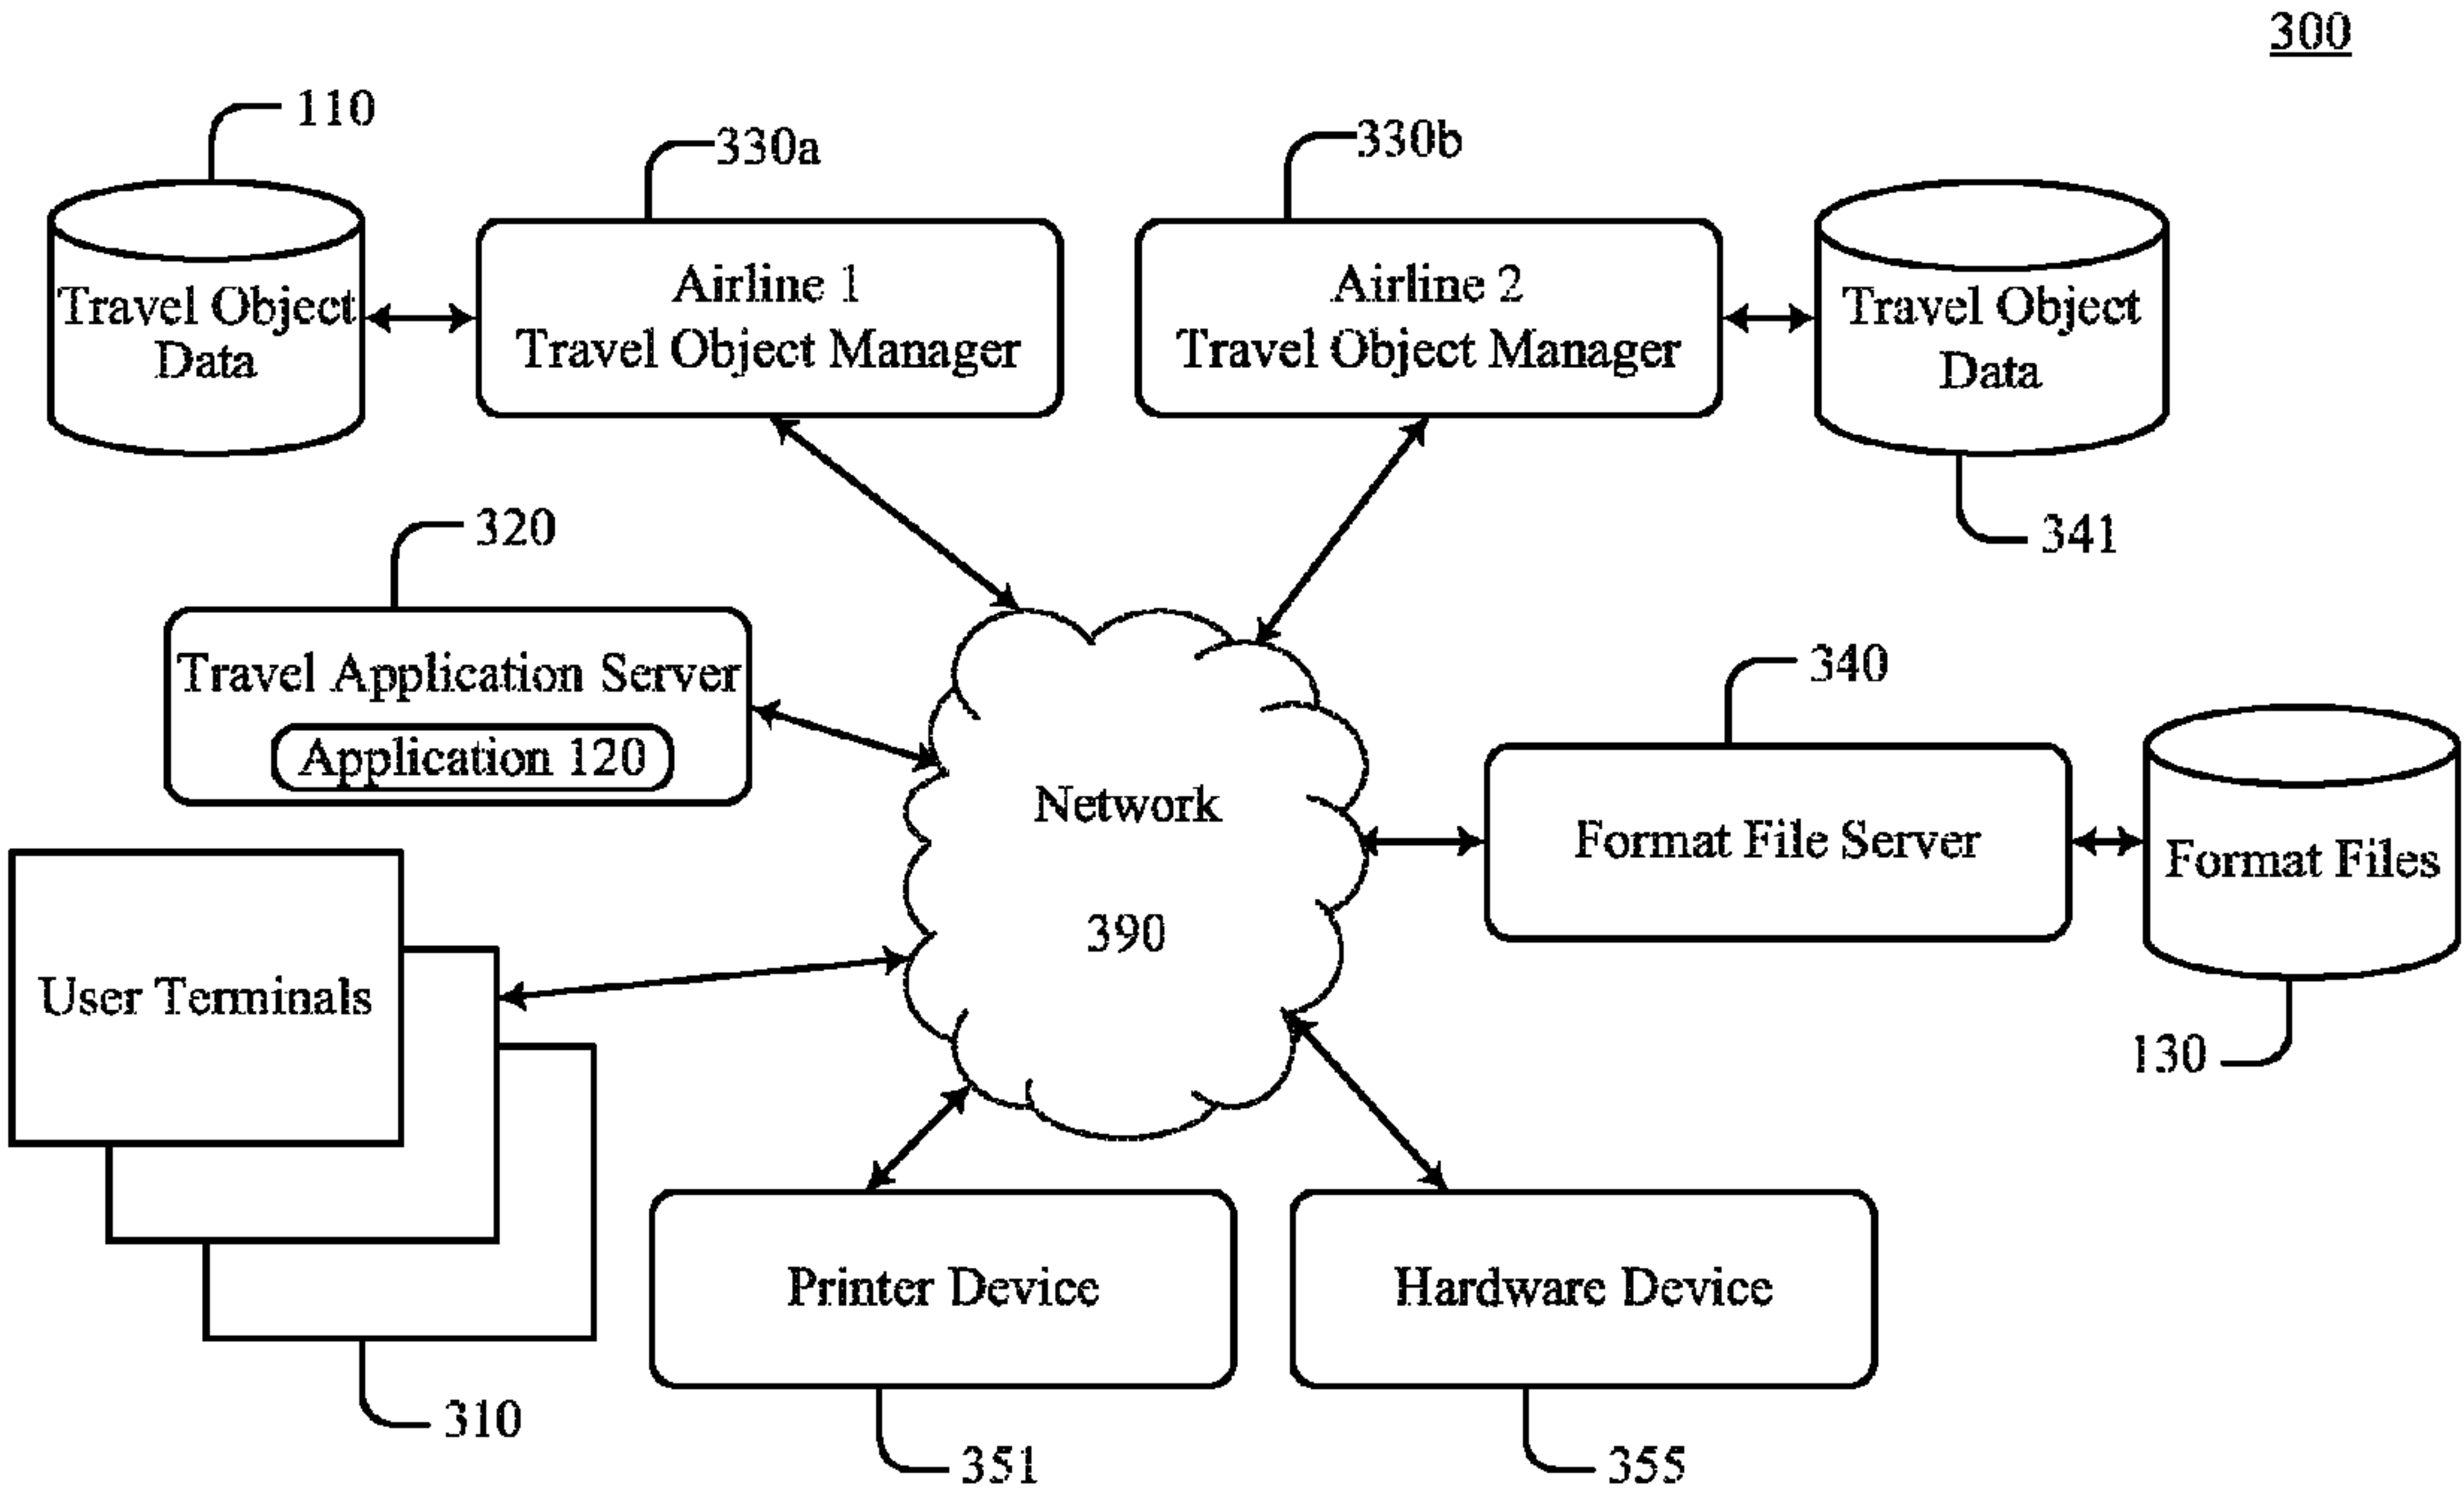 300
110
330a
330b
Travel Object
Data
Airline 1
Travel Object Manager
Airline 2
Travel Object Manager
Travel Object
Data
341
320
Travel Application Server
Application 120
340
Network
390
Format File Server
Format Files
130
User Terminals
310
Printer Device
351
Hardware Device
355